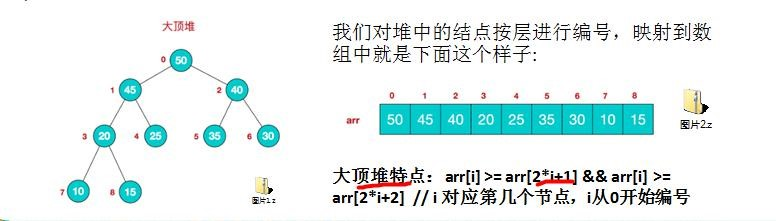 大顶堆
0
50
1
45
2
40
3
20
4
25
5
35
6
30
7
10
8
15
图片1.z
我们对堆中的结点按层进行编号，映射到数
组中就是下面这个样子:
0 1 2 3 4 5 6 7 8
arr 50 45 40 20 25 35 30 10 15
图片2.z
大顶堆特点：arr[i] >= arr[2*i+1] && arr[i] >=
arr[2*i+2] // i 对应第几个节点，i从0开始编号